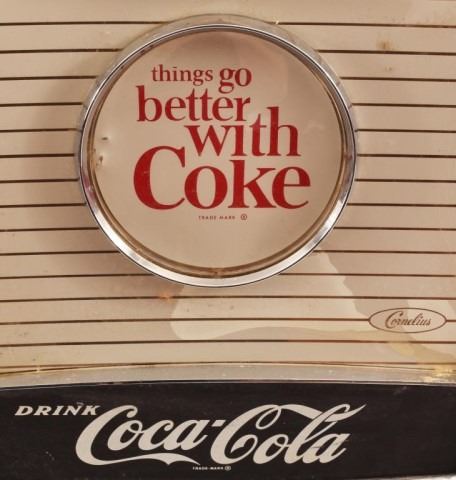 things go
better
with
Coke
TRADE MARK ®
Cornelius
DRINK Coca-Cola
TRADE-MARK ®